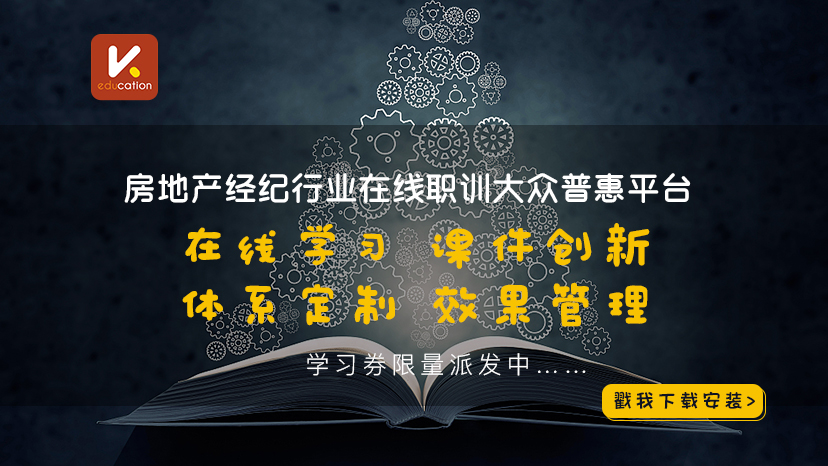 education
房地产经纪行业在线职训大众普惠平台
在线学习 课件创新
体系定制 效果管理
学习券限量派发中……
戳我下载安装>